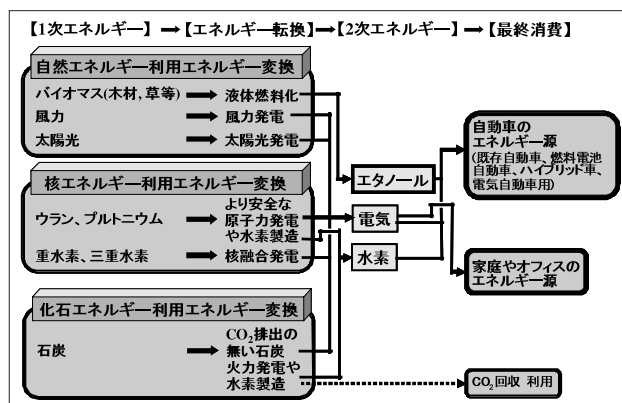 【1次エネルギー】→【エネルギー転換】→【2次エネルギー】→【最終消費】
自然エネルギー利用エネルギー変換
バイオマス(木材,草等)
液体燃料化
風力
風力発電
太陽光
太陽光発電
核エネルギー利用エネルギー変換
ウラン、プルトニウム
より安全な
原子力発電
や水素製造
重水素、三重水素
核融合発電
化石エネルギー利用エネルギー変換
石炭
CO₂排出の
無い石炭
火力発電や
水素製造
エタノール
電気
水素
自動車の
エネルギー源
(既存自動車、燃料電池
自動車、ハイブリッド車、
電気自動車用)
家庭やオフィスの
エネルギー源
CO₂回収 利用